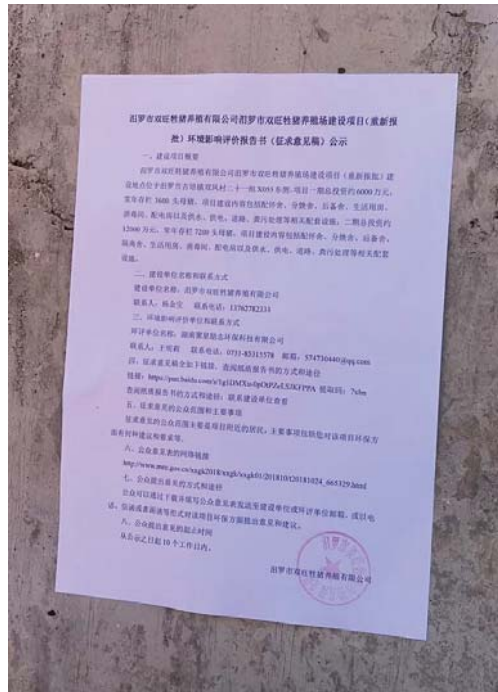 汨罗市双旺牲猪养殖有限公司汨罗市双旺牲猪养殖场建设项目（重新报
批）环境影响评价报告书（征求意见稿）公示
一、建设项目概要
汨罗市双旺牲猪养殖有限公司汨罗市双旺牲猪养殖场建设项目（重新报批）建
设地点位于汨罗市古培镇双凤村二十一组X053东侧，项目一期总投资约6000万元，
常年存栏3600头母猪，项目建设内容包括配怀舍、分娩舍、后备舍、生活用房、
消毒间、配电房以及供水、供电、道路、粪污处理等相关配套设施。二期总投资约
12000万元，常年存栏7200头母猪，项目建设内容包括配怀舍、分娩舍、后备舍、
隔离舍、生活用房、消毒间、配电房以及供水、供电、道路、粪污处理等相关配套
设施。
二、建设单位名称和联系方式
建设单位名称：汨罗市双旺牲猪养殖有限公司
联系人：杨金宝 联系电话：13762782333
三、环境影响评价单位和联系方式
环评单位名称：湖南聚星励志环保科技有限公司
联系人：王 联系电话：0731-85315578 邮箱：574730440@qq.com
四、征求意见稿全如下链接、查阅纸质报告书的方式和途径
链接：https://pan.baidu.com/s/ 提取码：
查阅纸质报告书的方式和途径：联系建设单位查看
五、征求意见的公众范围和主要事项
征求意见的公众范围主要是项目附近的居民，主要事项包括您对该项目环保方
面有何种建议和要求等。
六、公众意见表的网络链接
http://www.mee.gov.cn/xxgk2018/xxgk/xxgk01/201810/t20181024_665329.html
七、公众提出意见的方式和途径
公众可以通过下载并填写公众意见表发送至建设单位或环评单位邮箱，或以电
话、信函或者面谈等形式对该项目环保方面提出意见和建议。
八、公众提出意见的起止时间
从公示之日起10个工作日内。
汨罗市双旺牲猪养殖有限公司